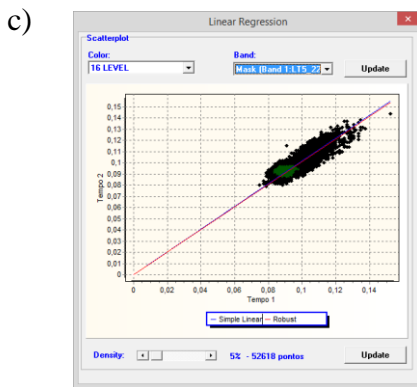 c)
Linear Regression
Scatterplot
Color:
Band:
16 LEVEL
Mask [Band 1:LT5_22
Update
0,15
0,14
0,13
0,12
0,11
0,1
0,09
0,08
0,07
0,06
0,05
0,04
0,03
0,02
0,01
0
Tempo 2
0
0,02
0,04
0,06
0,08
0,1
0,12
0,14
Tempo 1
Simple Linear
Robust
Density:
5% - 52618 pontos
Update